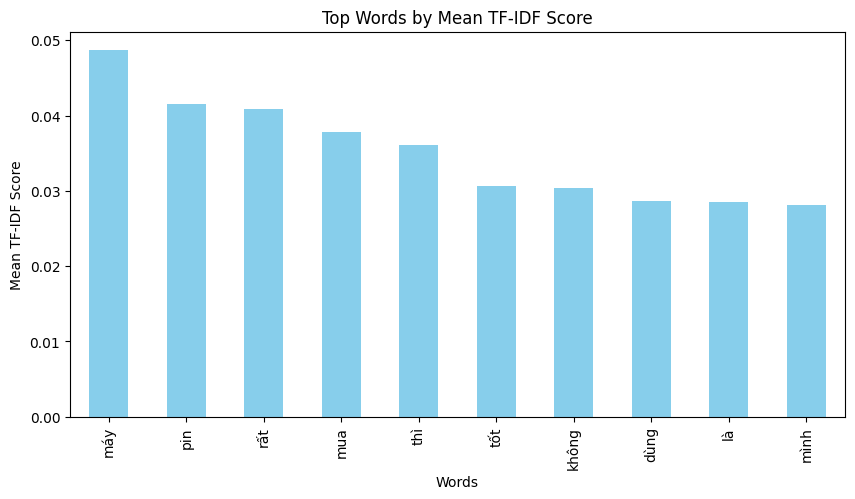 Top Words by Mean TF-IDF Score
Mean TF-IDF Score
0.05
0.04
0.03
0.02
0.01
0.00
máy
pin
rất
mua
thì
tốt
không
dùng
là
mình
Words